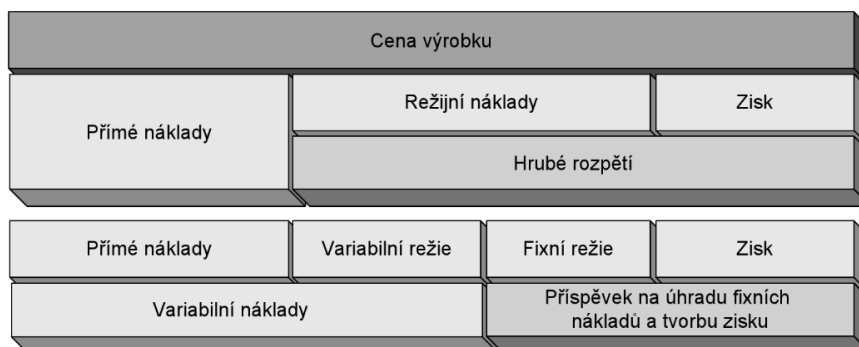 Cena výrobku
Přímé náklady
Režijní náklady
Zisk
Hrubé rozpětí
Přímé náklady
Variabilní režie
Fixní režie
Zisk
Variabilní náklady
Příspěvek na úhradu fixních
nákladů a tvorbu zisku